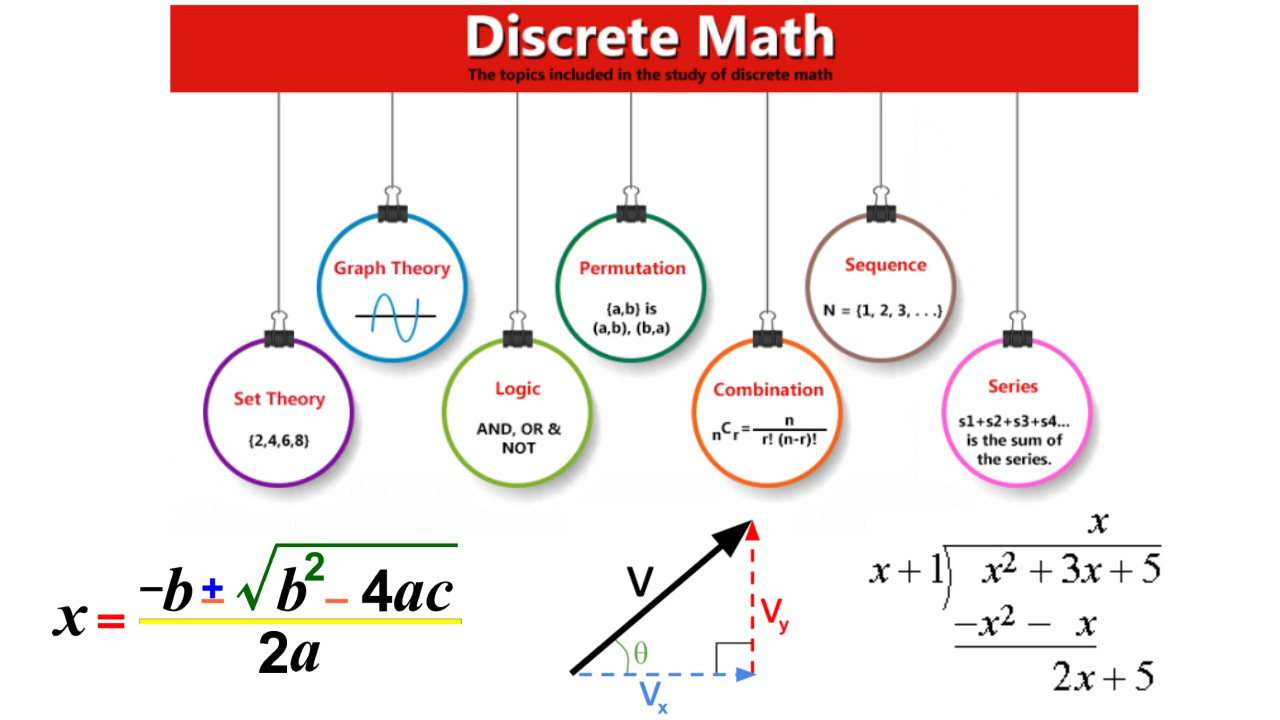 Discrete Math
The topics included in the study of discrete math
Graph Theory
Permutation
{a,b} is
(a,b), (b,a)
Sequence
N = {1, 2, 3, . . .}
Set Theory
{2,4,6,8}
Logic
AND, OR &
NOT
Combination
nCr = n
r! (n-r)!
Series
s1+s2+s3+s4...
is the sum of
the series.
x = −b ± √b² − 4ac
2a
V
θ
Vy
Vx
x
x + 1) x² + 3x + 5
−x² − x
2x + 5